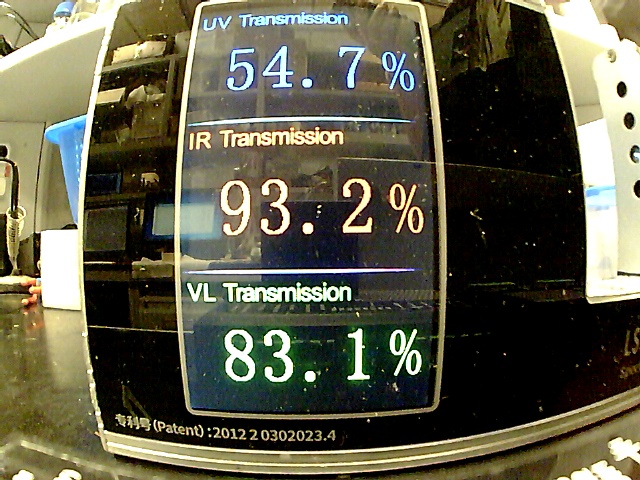 UV Transmission
54.7%
IR Transmission
93.2%
VL Transmission
83.1%
LS
专利号(Patent):2012 2 0302023.4